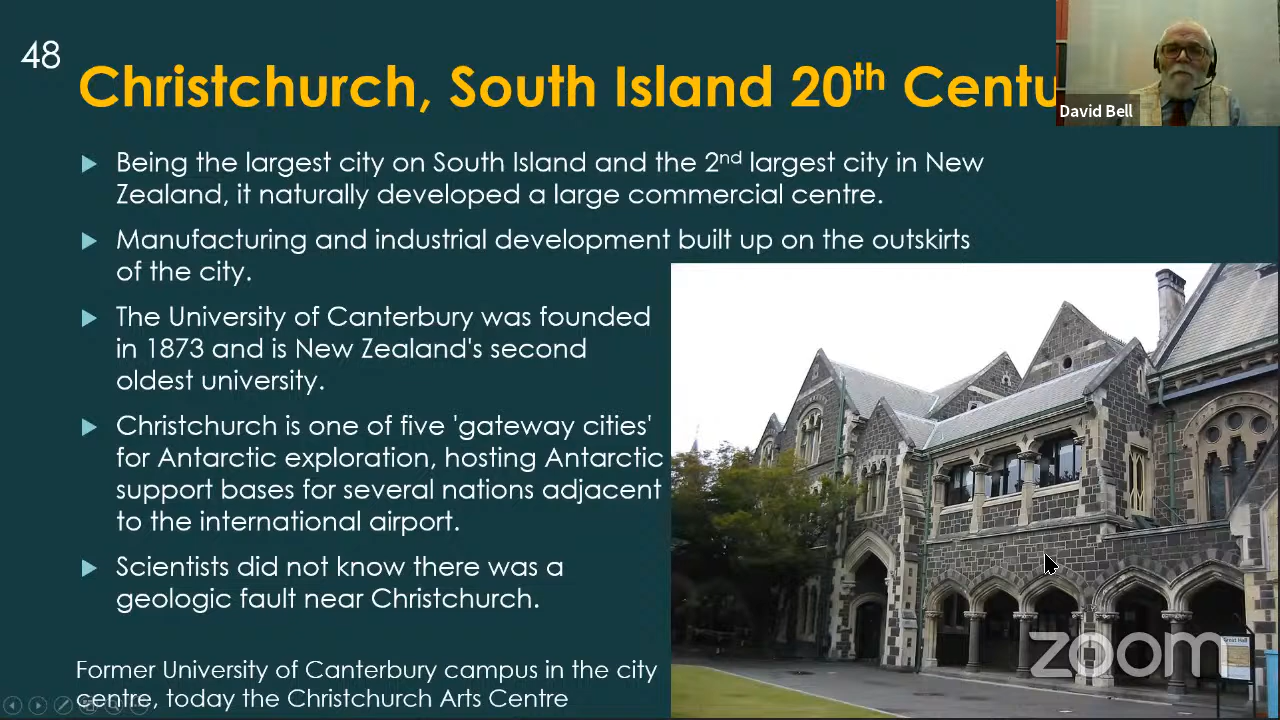 48
Christchurch, South Island 20th Centu
David Bell
Being the largest city on South Island and the 2nd largest city in New
Zealand, it naturally developed a large commercial centre.
Manufacturing and industrial development built up on the outskirts
of the city.
The University of Canterbury was founded
in 1873 and is New Zealand's second
oldest university.
Christchurch is one of five 'gateway cities'
for Antarctic exploration, hosting Antarctic
support bases for several nations adjacent
to the international airport.
Scientists did not know there was a
geologic fault near Christchurch.
Former University of Canterbury campus in the city
centre, today the Christchurch Arts Centre
Great Hall
zoom